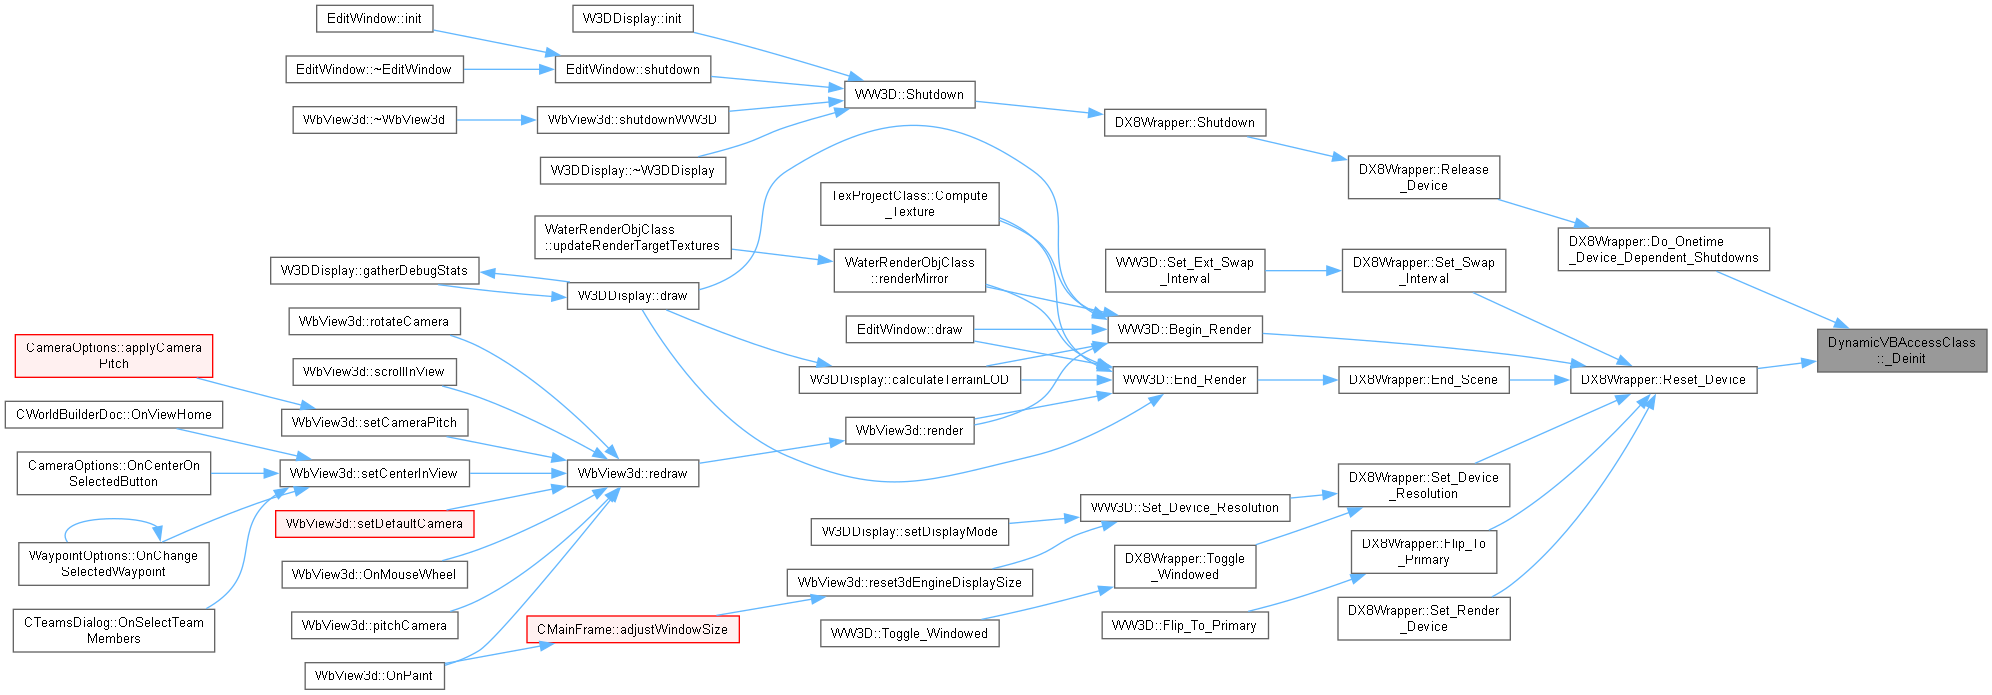 EditWindow::init
W3DDisplay::init
EditWindow::~EditWindow
EditWindow::shutdown
WW3D::Shutdown
WbView3d::~WbView3d
WbView3d::shutdownWW3D
DX8Wrapper::Shutdown
W3DDisplay::~W3DDisplay
DX8Wrapper::Release
_Device
TexProjectClass::Compute
_Texture
WaterRenderObjClass
::updateRenderTargetTextures
DX8Wrapper::Do_Onetime
_Device_Dependent_Shutdowns
W3DDisplay::gatherDebugStats
WaterRenderObjClass
::renderMirror
WW3D::Set_Ext_Swap
_Interval
DX8Wrapper::Set_Swap
_Interval
W3DDisplay::draw
WbView3d::rotateCamera
EditWindow::draw
WW3D::Begin_Render
DynamicVBAccessClass
::_Deinit
CameraOptions::applyCamera
Pitch
WbView3d::scrollInView
W3DDisplay::calculateTerrainLOD
WW3D::End_Render
DX8Wrapper::End_Scene
DX8Wrapper::Reset_Device
CWorldBuilderDoc::OnViewHome
WbView3d::setCameraPitch
WbView3d::render
CameraOptions::OnCenterOn
SelectedButton
WbView3d::setCenterInView
WbView3d::redraw
DX8Wrapper::Set_Device
_Resolution
WbView3d::setDefaultCamera
WW3D::Set_Device_Resolution
W3DDisplay::setDisplayMode
WaypointOptions::OnChange
SelectedWaypoint
DX8Wrapper::Toggle
_Windowed
DX8Wrapper::Flip_To
_Primary
WbView3d::OnMouseWheel
WbView3d::reset3dEngineDisplaySize
CTeamsDialog::OnSelectTeam
Members
WbView3d::pitchCamera
CMainFrame::adjustWindowSize
WW3D::Toggle_Windowed
WW3D::Flip_To_Primary
DX8Wrapper::Set_Render
_Device
WbView3d::OnPaint